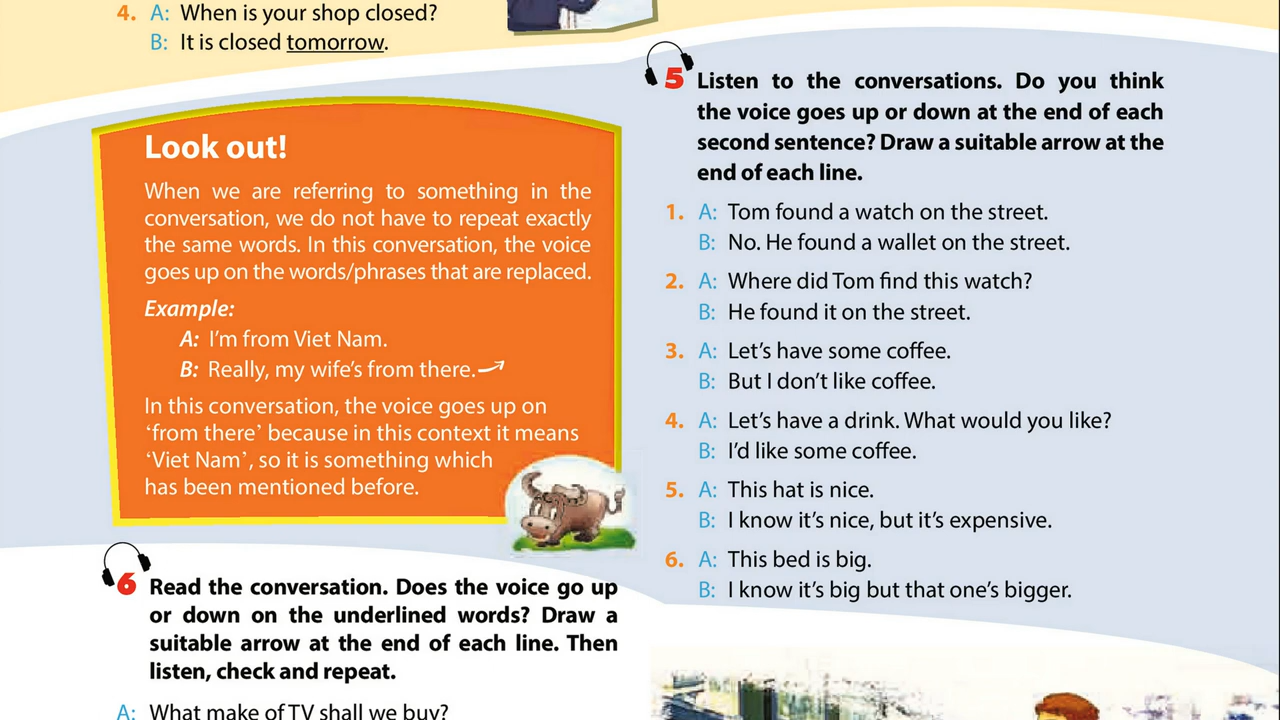 4. A: When is your shop closed?
B: It is closed tomorrow.
Look out!
When we are referring to something in the
conversation, we do not have to repeat exactly
the same words. In this conversation, the voice
goes up on the words/phrases that are replaced.
Example:
A: I'm from Viet Nam.
B: Really, my wife's from there.
In this conversation, the voice goes up on
‘from there’ because in this context it means
‘Viet Nam’, so it is something which
has been mentioned before.
6 Read the conversation. Does the voice go up
or down on the underlined words? Draw a
suitable arrow at the end of each line. Then
listen, check and repeat.
A: What make of TV shall we buy?
5 Listen to the conversations. Do you think
the voice goes up or down at the end of each
second sentence? Draw a suitable arrow at the
end of each line.
1. A: Tom found a watch on the street.
B: No. He found a wallet on the street.
2. A: Where did Tom find this watch?
B: He found it on the street.
3. A: Let's have some coffee.
B: But I don't like coffee.
4. A: Let's have a drink. What would you like?
B: I'd like some coffee.
5. A: This hat is nice.
B: I know it's nice, but it's expensive.
6. A: This bed is big.
B: I know it's big but that one's bigger.